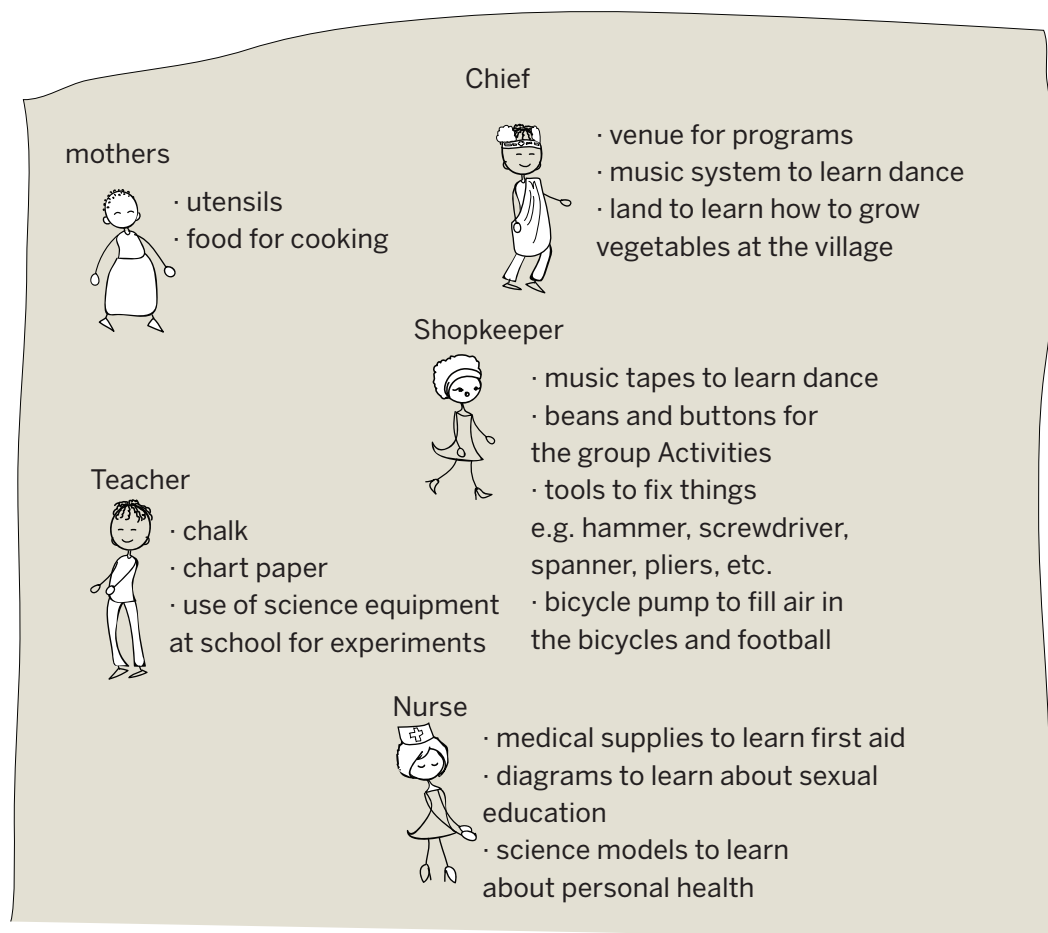 Chief
· venue for programs
· music system to learn dance
· land to learn how to grow
vegetables at the village
mothers
· utensils
· food for cooking
Shopkeeper
· music tapes to learn dance
· beans and buttons for
the group Activities
· tools to fix things
e.g. hammer, screwdriver,
spanner, pliers, etc.
· bicycle pump to fill air in
the bicycles and football
Teacher
· chalk
· chart paper
· use of science equipment
at school for experiments
Nurse
· medical supplies to learn first aid
· diagrams to learn about sexual
education
· science models to learn
about personal health